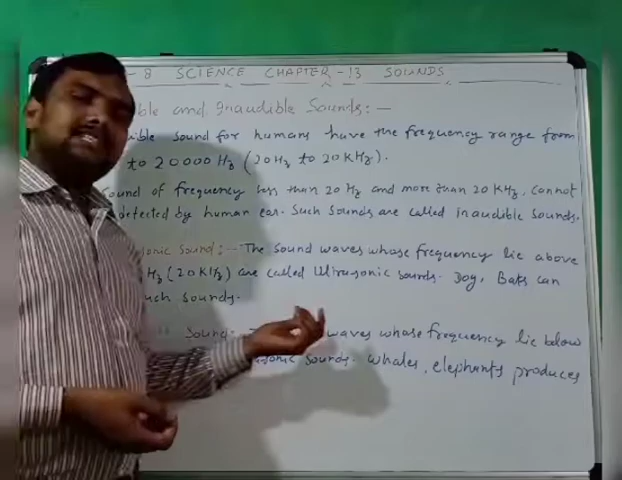 - 8 SCIENCE CHAPTER - 13 SOUNDS
ible and Inaudible Sounds: —
ible sound for humans have the frequency range from
to 20000 Hz (20 Hz to 20 KHz).
ound of frequency less than 20 Hz and more than 20 KHz, cannot
detected by human ear. Such sounds are called inaudible sounds.
sonic Sound: - The sound waves whose frequency lie above
Hz (20 KHz) are called Ultrasonic sounds. Dog, Bats can
uch sounds.
Sound: waves whose frequency lie below
asonic sounds. whales, elephants produces